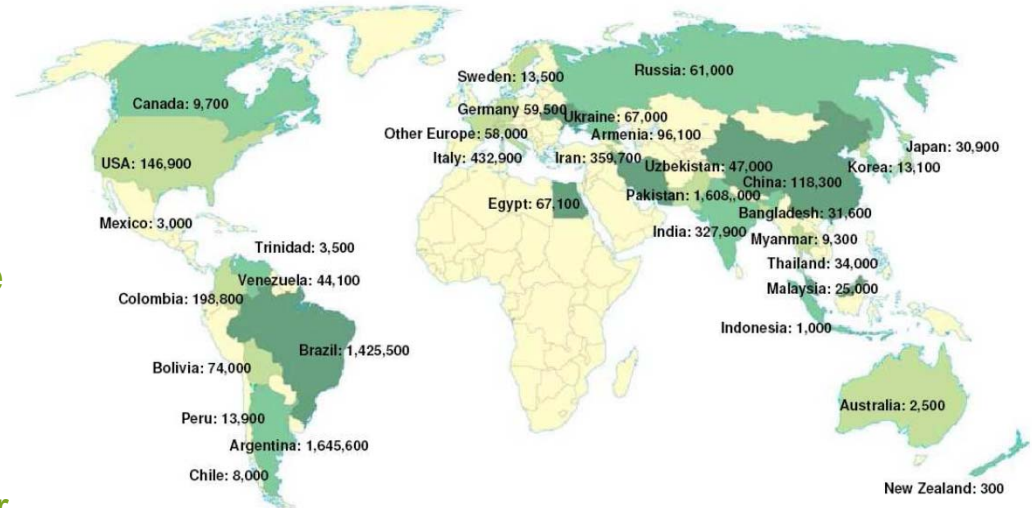 Sweden: 13,500
Russia: 61,000
Canada: 9,700
Germany 59,500
Ukraine: 67,000
Other Europe: 58,000
Armenia: 96,100
USA: 146,900
Italy: 432,900
Iran: 359,700
Uzbekistan: 47,000
Japan: 30,900
Korea: 13,100
China: 118,300
Pakistan: 1,608,,000
Egypt: 67,100
Bangladesh: 31,600
Mexico: 3,000
India: 327,900
Myanmar: 9,300
Trinidad: 3,500
Thailand: 34,000
Venezuela: 44,100
Malaysia: 25,000
Colombia: 198,800
Indonesia: 1,000
Brazil: 1,425,500
Bolivia: 74,000
Australia: 2,500
Peru: 13,900
Argentina: 1,645,600
Chile: 8,000
New Zealand: 300